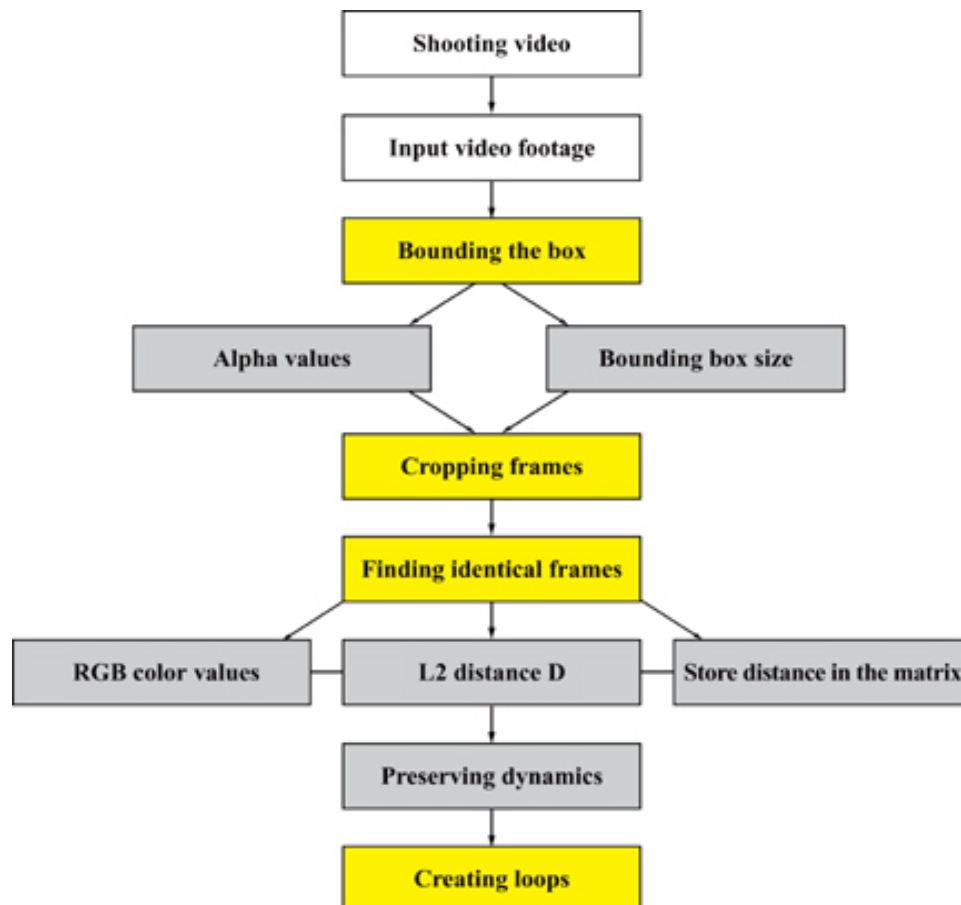 Shooting video
Input video footage
Bounding the box
Alpha values
Bounding box size
Cropping frames
Finding identical frames
RGB color values
L2 distance D
Store distance in the matrix
Preserving dynamics
Creating loops